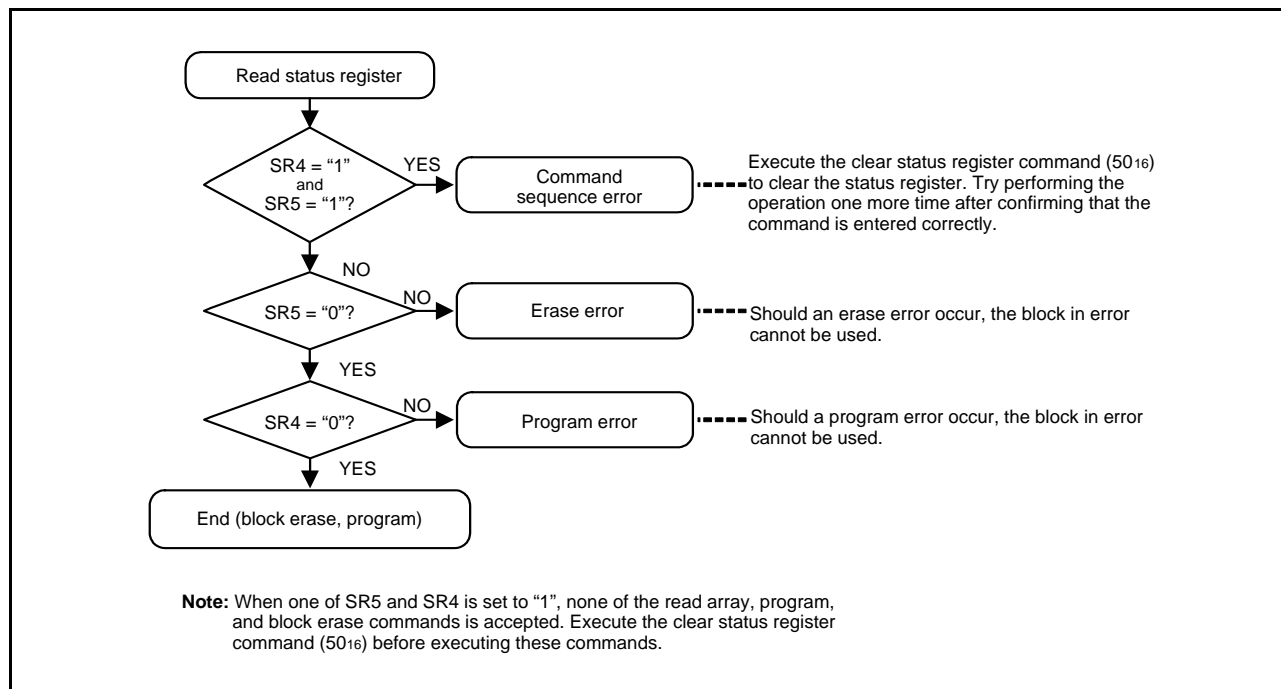 Read status register
SR4 = “1”
and
SR5 = “1”?
YES
Command
sequence error
Execute the clear status register command (5016)
to clear the status register. Try performing the
operation one more time after confirming that the
command is entered correctly.
NO
SR5 = “0”?
NO
Erase error
Should an erase error occur, the block in error
cannot be used.
YES
SR4 = “0”?
NO
Program error
Should a program error occur, the block in error
cannot be used.
YES
End (block erase, program)
Note: When one of SR5 and SR4 is set to “1”, none of the read array, program,
and block erase commands is accepted. Execute the clear status register
command (5016) before executing these commands.